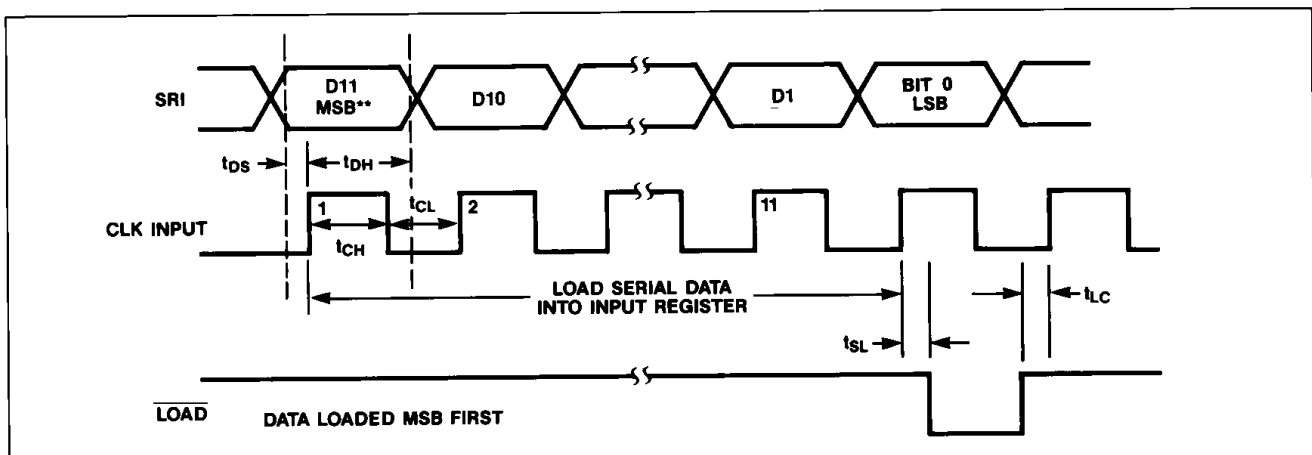 SRI
D11
MSB**
D10
D1
BIT 0
LSB
tDS
tDH
CLK INPUT
1
tCH
tCL
2
11
LOAD SERIAL DATA
INTO INPUT REGISTER
tLC
tSL
LOAD
DATA LOADED MSB FIRST